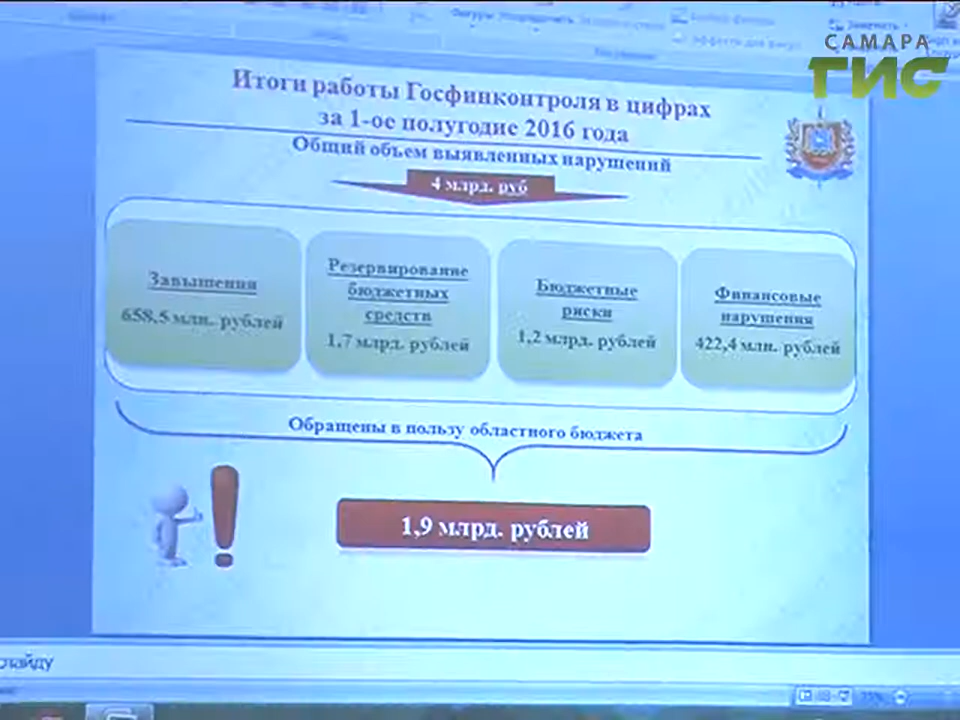 САМАРА
ГИС
Итоги работы Госфинконтроля в цифрах
за 1-ое полугодие 2016 года
Общий объем выявленных нарушений
4 млрд. руб
Завышения
658,5 млн. рублей
Резервирование
бюджетных
средств
1,7 млрд. рублей
Бюджетные
риски
1,2 млрд. рублей
Финансовые
нарушения
422,4 млн. рублей
Обращены в пользу областного бюджета
1,9 млрд. рублей
слайду
75%